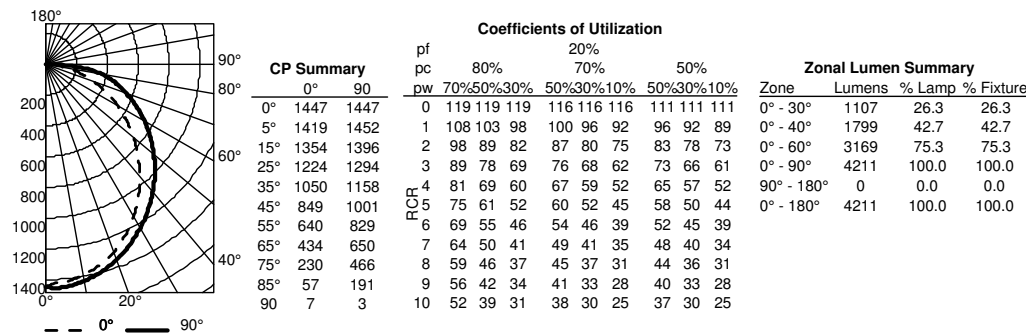 180°
90°
80°
60°
40°
200
400
600
800
1000
1200
1400
0° 20°
0° 90°
CP Summary
0° 90
0° 1447 1447
5° 1419 1452
15° 1354 1396
25° 1224 1294
35° 1050 1158
45° 849 1001
55° 640 829
65° 434 650
75° 230 466
85° 57 191
90 7 3
Coefficients of Utilization
pf 20%
pc 80% 70% 50%
pw 70%50%30% 50%30%10% 50%30%10%
RCR
0 119 119 119 116 116 116 111 111 111
1 108 103 98 100 96 92 96 92 89
2 98 89 82 87 80 75 83 78 73
3 89 78 69 76 68 62 73 66 61
4 81 69 60 67 59 52 65 57 52
5 75 61 52 60 52 45 58 50 44
6 69 55 46 54 46 39 52 45 39
7 64 50 41 49 41 35 48 40 34
8 59 46 37 45 37 31 44 36 31
9 56 42 34 41 33 28 40 33 28
10 52 39 31 38 30 25 37 30 25
Zonal Lumen Summary
Zone Lumens % Lamp % Fixture
0° - 30° 1107 26.3 26.3
0° - 40° 1799 42.7 42.7
0° - 60° 3169 75.3 75.3
0° - 90° 4211 100.0 100.0
90° - 180° 0 0.0 0.0
0° - 180° 4211 100.0 100.0